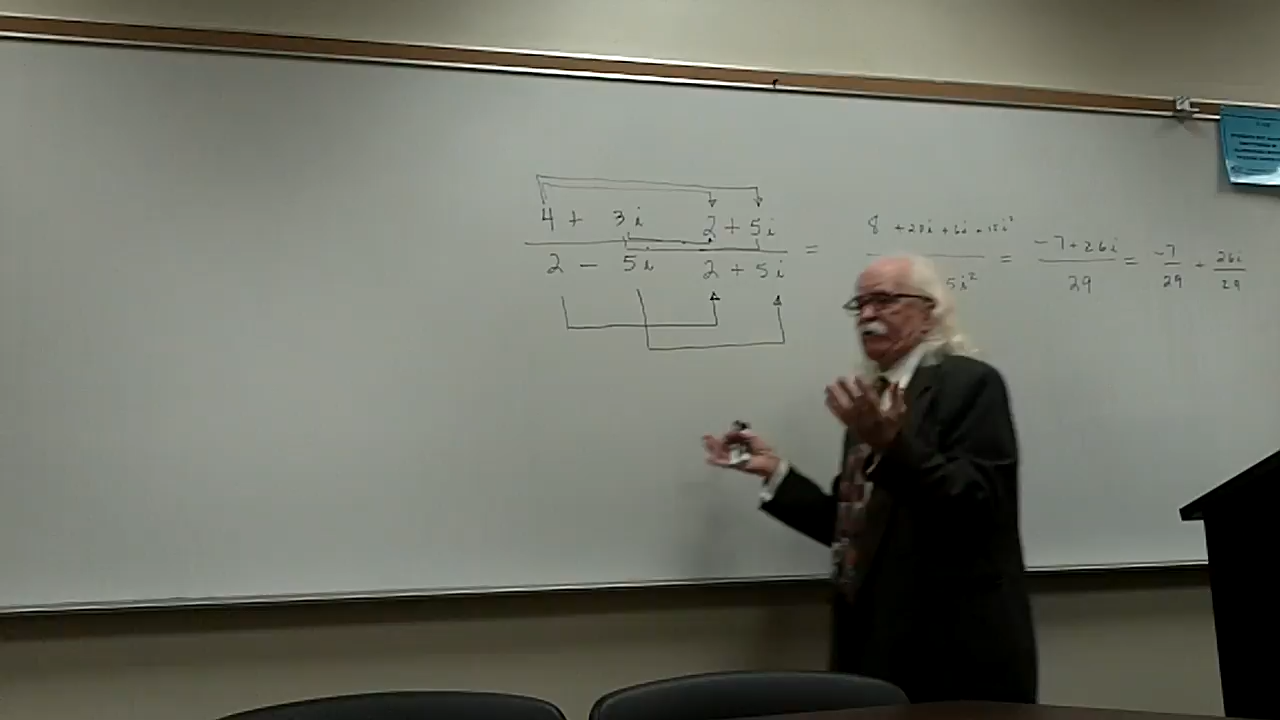 4 + 3i 2 + 5i
2 - 5i 2 + 5i
=
8 + 20i + 6i + 15i²
5i²
=
-7 + 26i
29
=
-7
29
+
26i
29